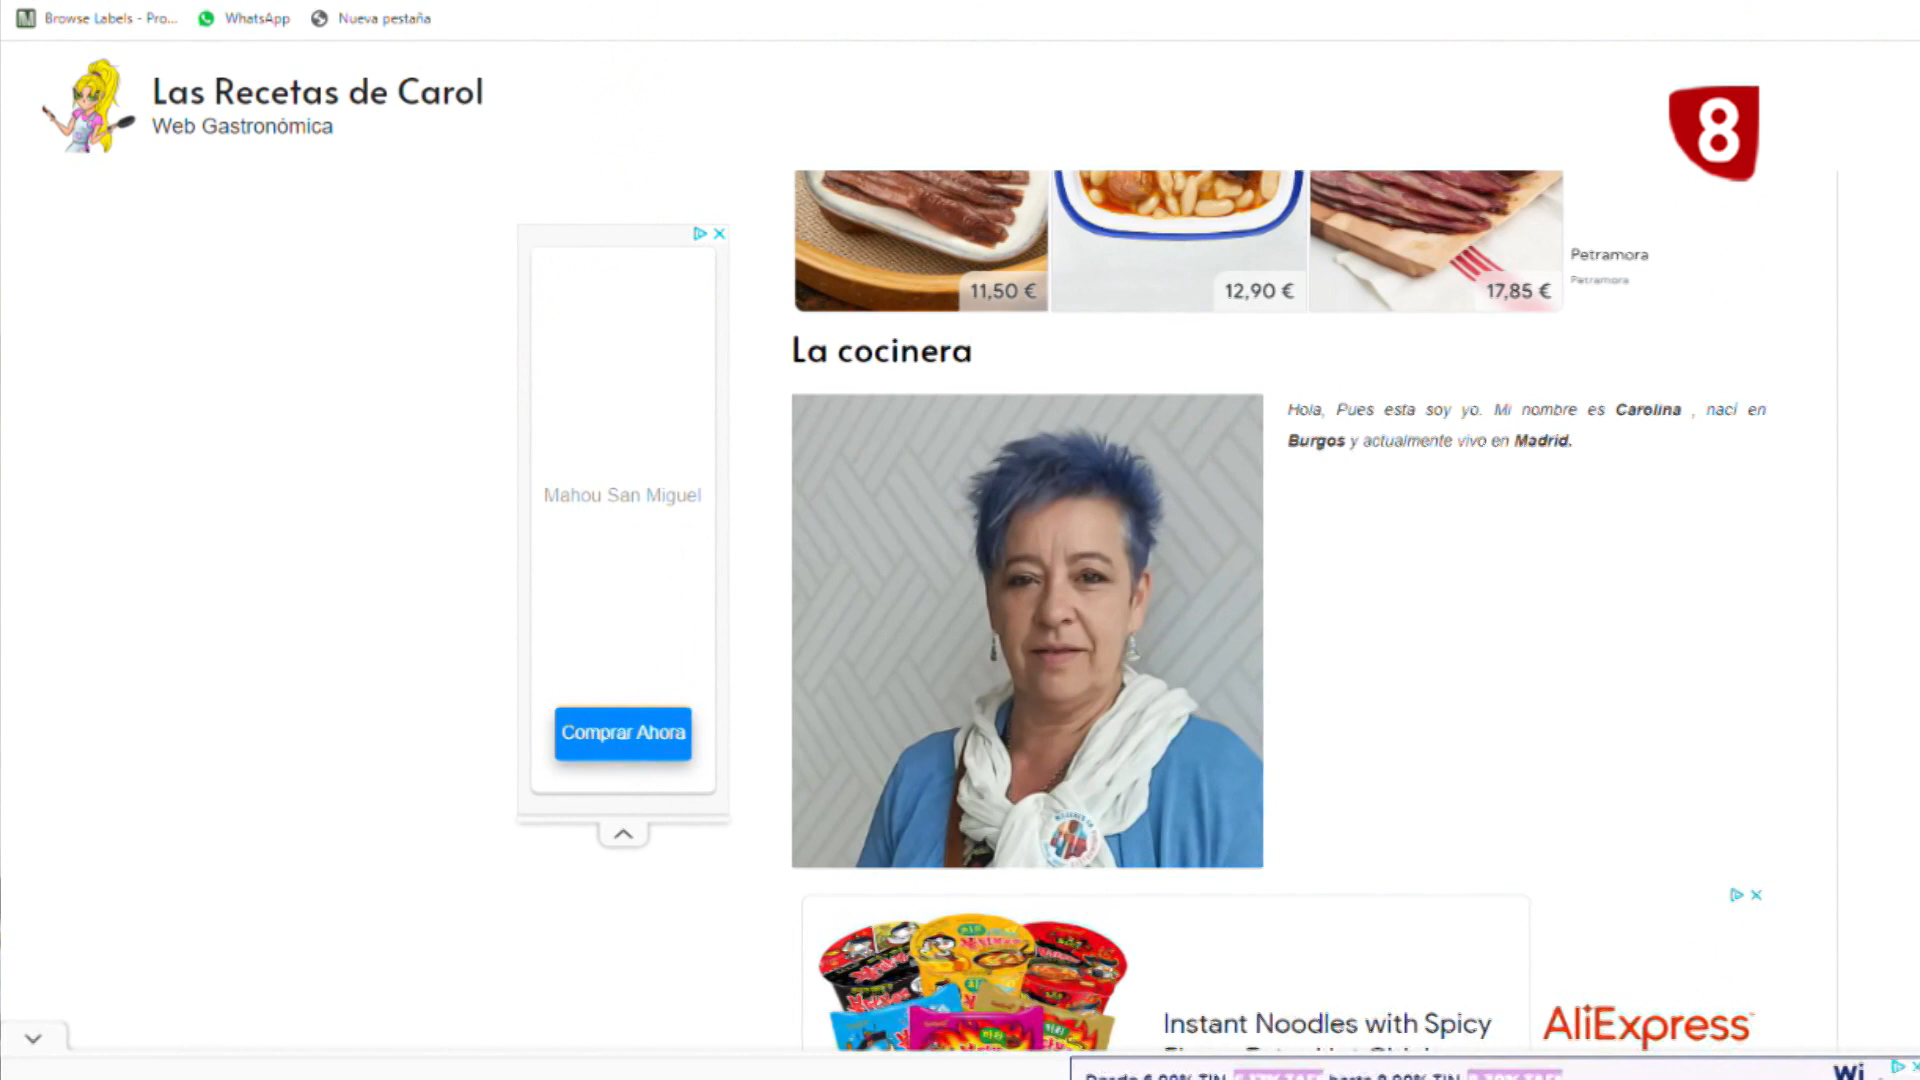 Browse Labels - Pro...
WhatsApp
Nueva pestaña
Las Recetas de Carol
Web Gastronómica
8
11,50 €
12,90 €
17,85 €
Petramora
Petramora
La cocinera
Hola, Pues esta soy yo. Mi nombre es Carolina , nací en
Burgos y actualmente vivo en Madrid.
Mahou San Miguel
Comprar Ahora
Instant Noodles with Spicy
AliExpress
Wi